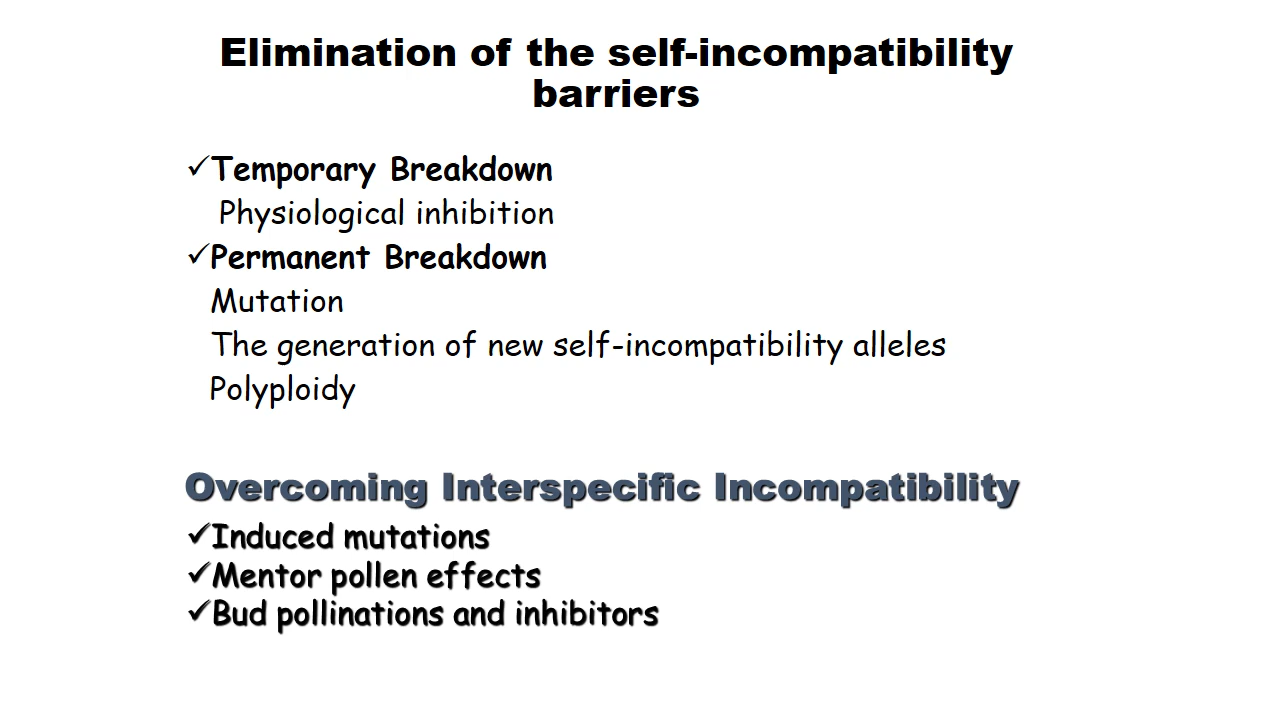 Elimination of the self-incompatibility
barriers
✓Temporary Breakdown
Physiological inhibition
✓Permanent Breakdown
Mutation
The generation of new self-incompatibility alleles
Polyploidy
Overcoming Interspecific Incompatibility
✓Induced mutations
✓Mentor pollen effects
✓Bud pollinations and inhibitors